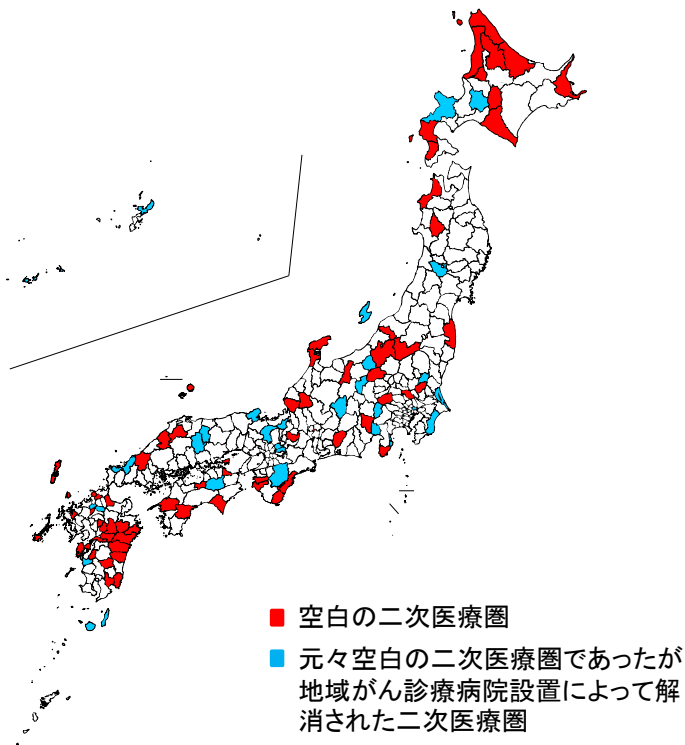 空白の二次医療圏
元々空白の二次医療圏であったが
地域がん診療病院設置によって解
消された二次医療圏